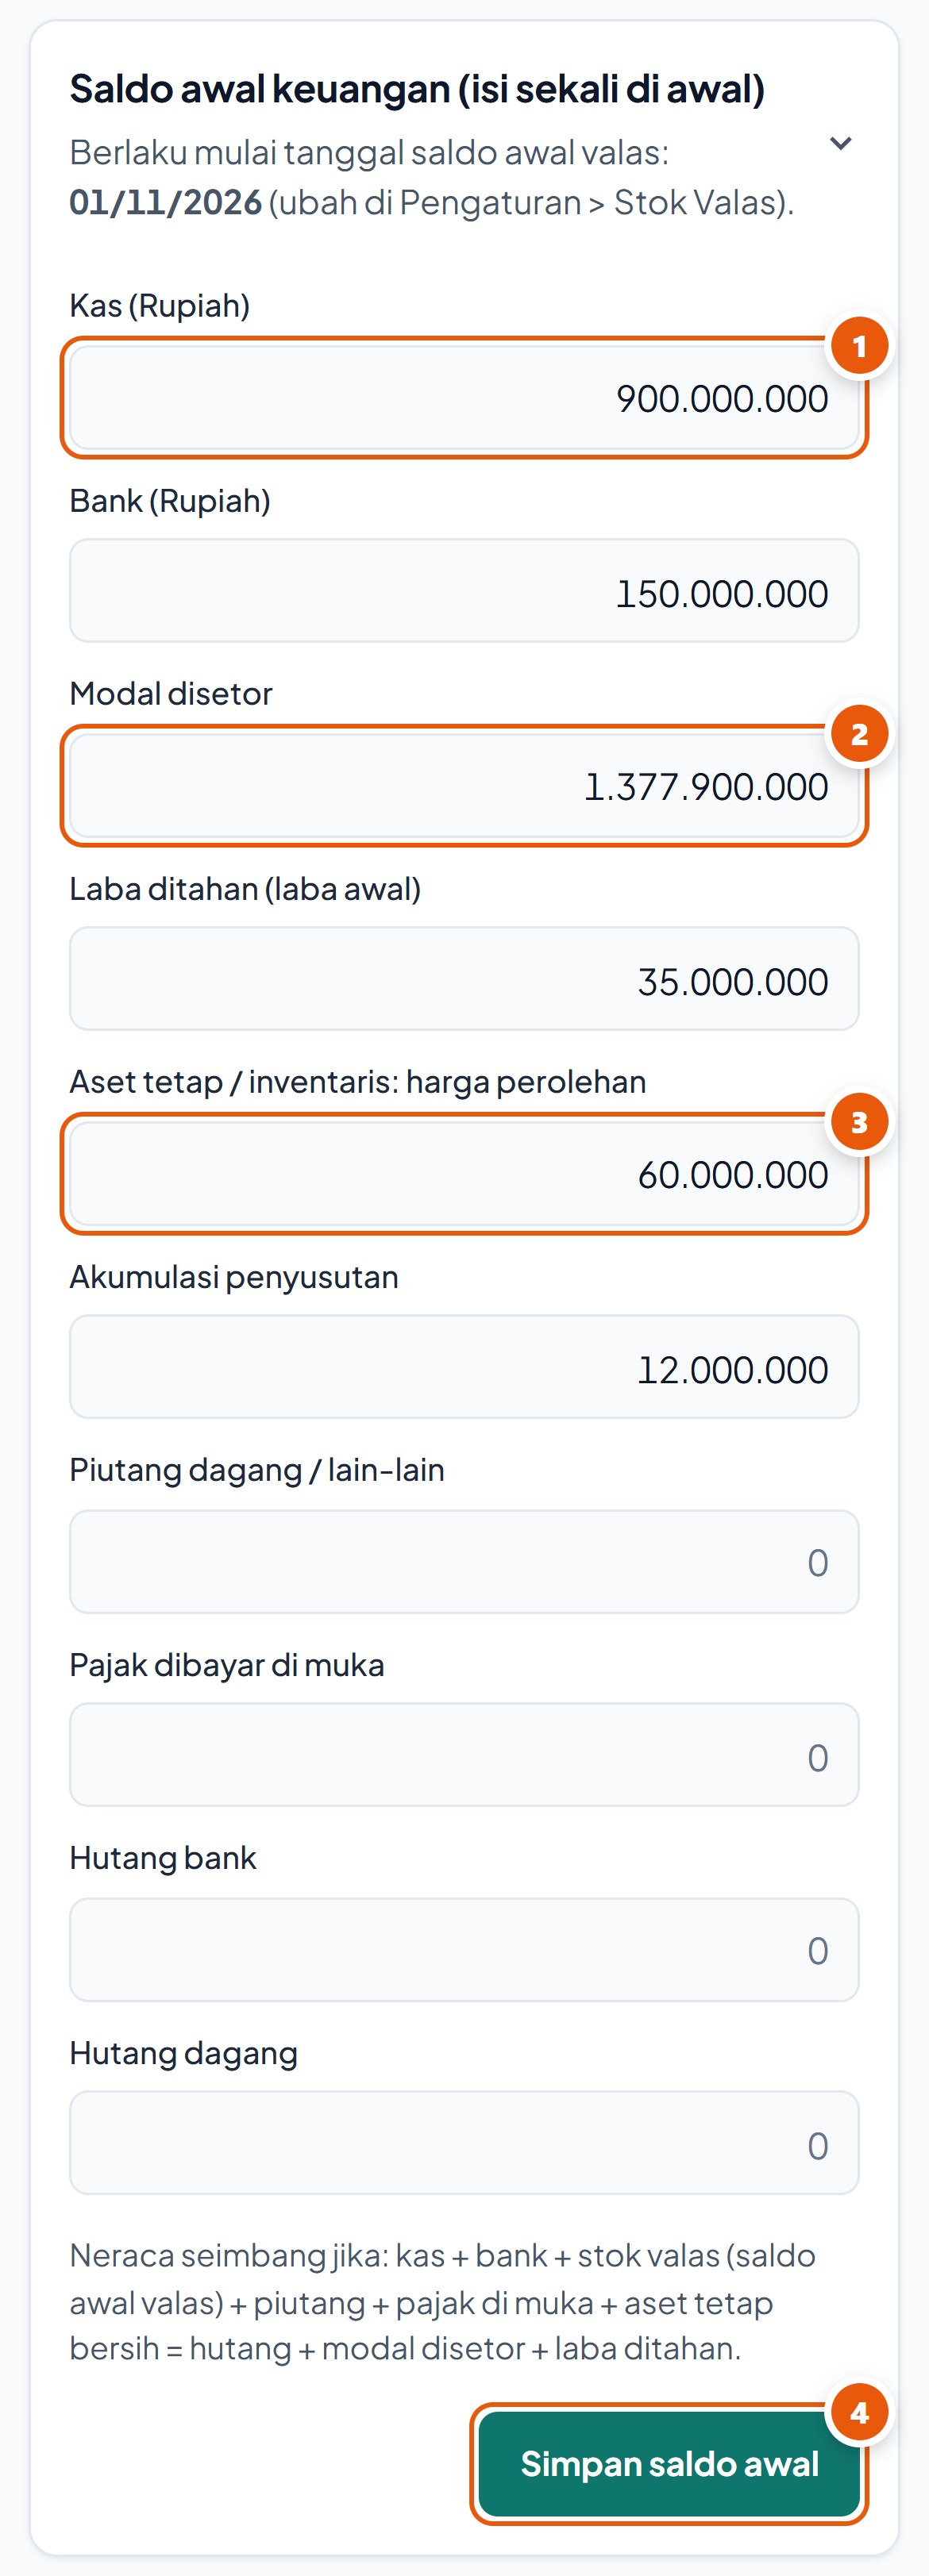 Saldo awal keuangan (isi sekali di awal)
Berlaku mulai tanggal saldo awal valas:
01/11/2026 (ubah di Pengaturan > Stok Valas).
Kas (Rupiah)
1
900.000.000
Bank (Rupiah)
150.000.000
Modal disetor
2
1.377.900.000
Laba ditahan (laba awal)
35.000.000
Aset tetap / inventaris: harga perolehan
3
60.000.000
Akumulasi penyusutan
12.000.000
Piutang dagang / lain-lain
0
Pajak dibayar di muka
0
Hutang bank
0
Hutang dagang
0
Neraca seimbang jika: kas + bank + stok valas (saldo
awal valas) + piutang + pajak di muka + aset tetap
bersih = hutang + modal disetor + laba ditahan.
4
Simpan saldo awal